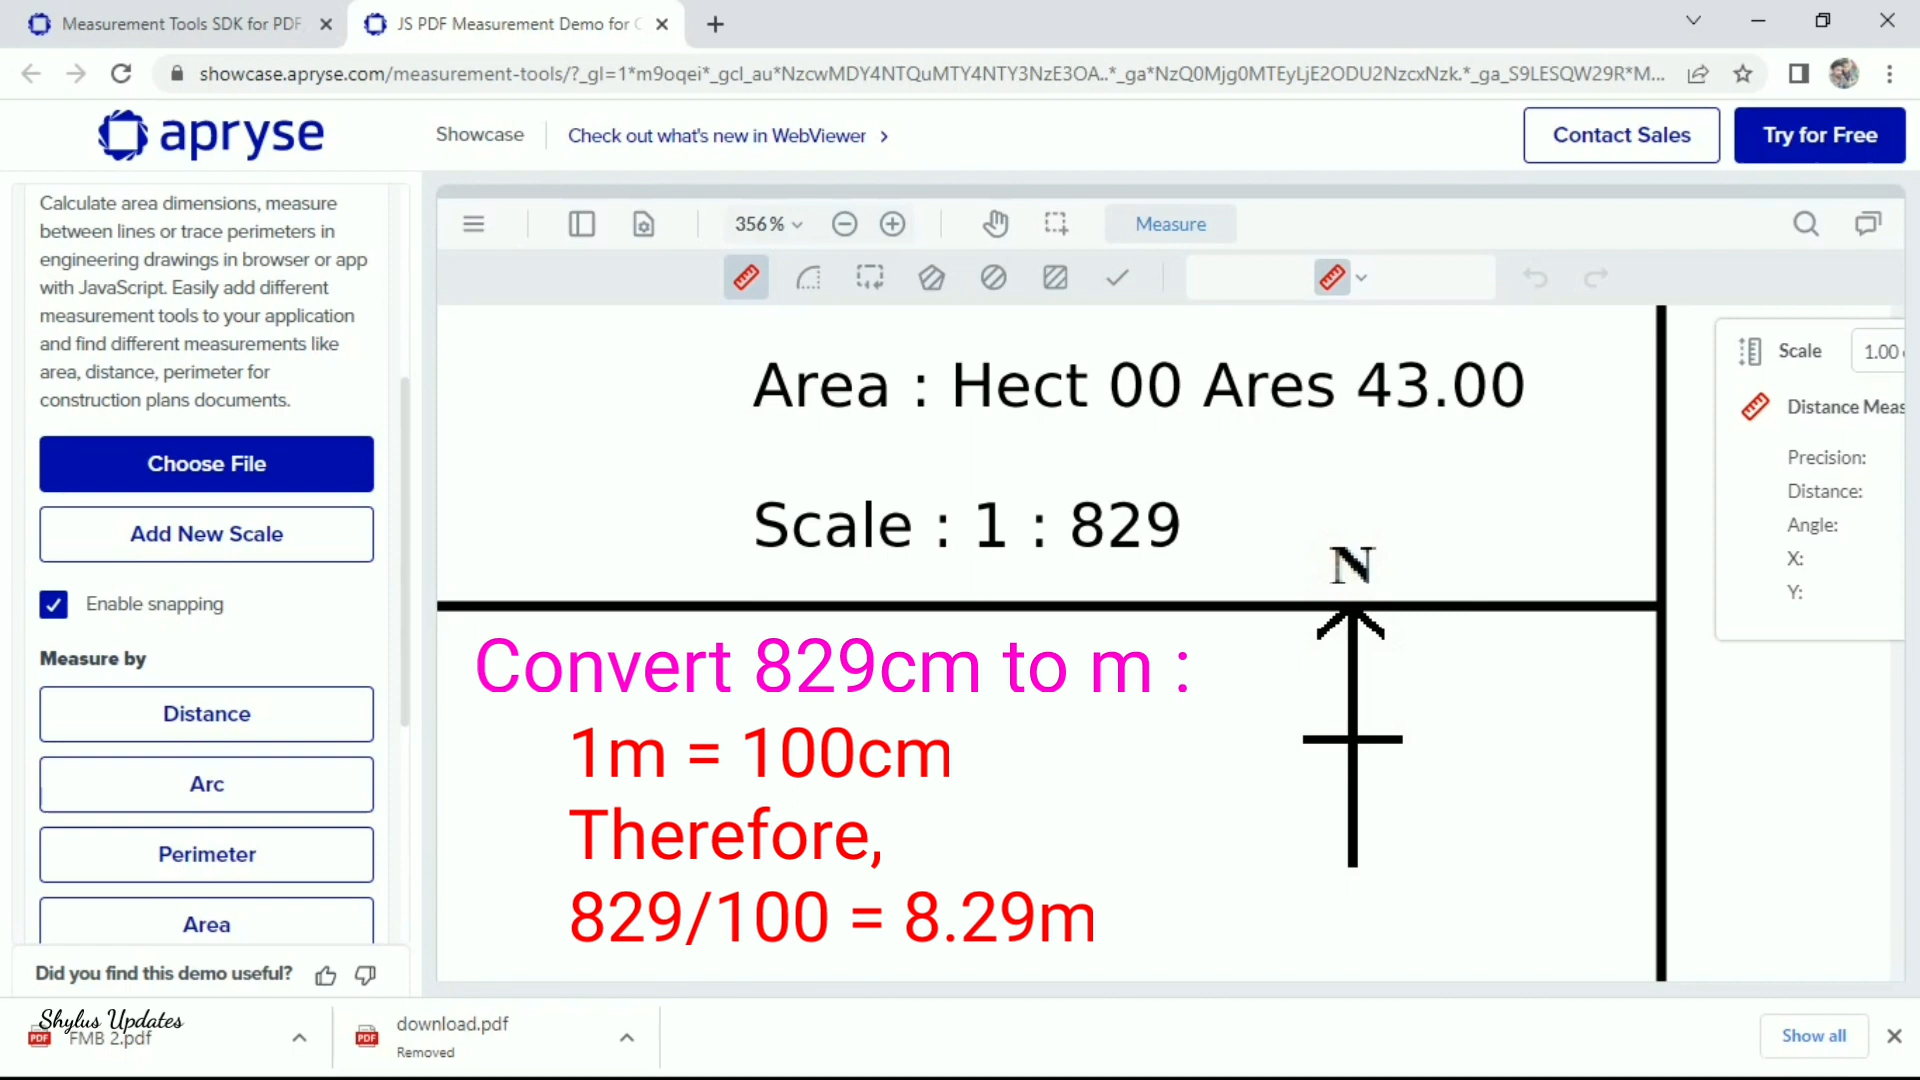 Measurement Tools SDK for PDF
JS PDF Measurement Demo for
showcase.apryse.com/measurement-tools/?_gl=1*m9oqei*_gcl_au*NzcwMDY4NTQuMTY4NTY3NzE3OA..*_ga*NzQ0Mjg0MTEyLjE2ODU2NzcxNzk.*_ga_S9LESQW29R*M...
apryse
Showcase
Check out what's new in WebViewer
Contact Sales
Try for Free
Calculate area dimensions, measure
between lines or trace perimeters in
engineering drawings in browser or app
with JavaScript. Easily add different
measurement tools to your application
and find different measurements like
area, distance, perimeter for
construction plans documents.
Choose File
Add New Scale
Enable snapping
Measure by
Distance
Arc
Perimeter
Area
Did you find this demo useful?
356%
Measure
Area : Hect 00 Ares 43.00
Scale : 1 : 829
N
Convert 829cm to m :
1m = 100cm
Therefore,
829/100 = 8.29m
Scale
1.00
Distance Meas
Precision:
Distance:
Angle:
X:
Y:
Shylus Updates
PDF
FMB 2.pdf
PDF
download.pdf
Removed
Show all